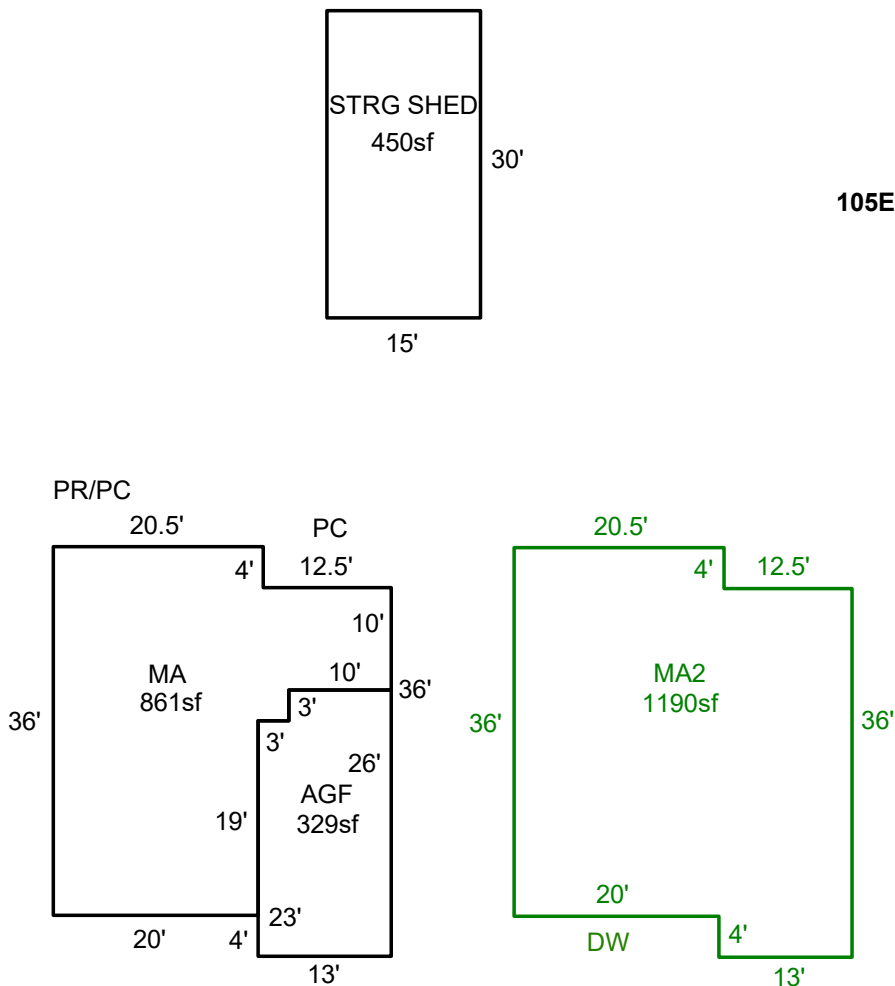 STRG SHED
450sf
30'
105E
15'
PR/PC
20.5'
PC
4'
12.5'
10'
MA
861sf
10'
36'
36'
3'
3'
26'
AGF
329sf
19'
23'
20'
4'
13'
20.5'
4'
12.5'
MA2
1190sf
36'
36'
20'
DW
4'
13'